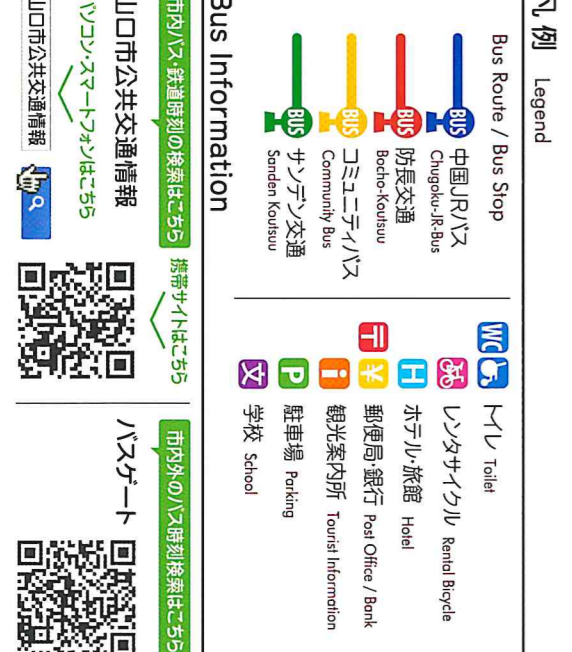 凡例 Legend
Bus Route / Bus Stop
BUS 中国JRバス
Chugoku-JR-Bus
BUS 防長交通
Bocho-Koutsuu
BUS コミュニティバス
Community Bus
BUS サンデン交通
Sanden Koutsuu
WC トイレ Toilet
レンタサイクル Rental Bicycle
H ホテル・旅館 Hotel
〒 ¥ 郵便局・銀行 Post Office / Bank
i 観光案内所 Tourist Information
P 駐車場 Parking
文 学校 School
Bus Information
市内バス・鉄道時刻の検索はこちら
山口市公共交通情報
パソコン・スマートフォンはこちら
山口市公共交通情報
携帯サイトはこちら
市内外のバス時刻検索はこちら
バスゲート